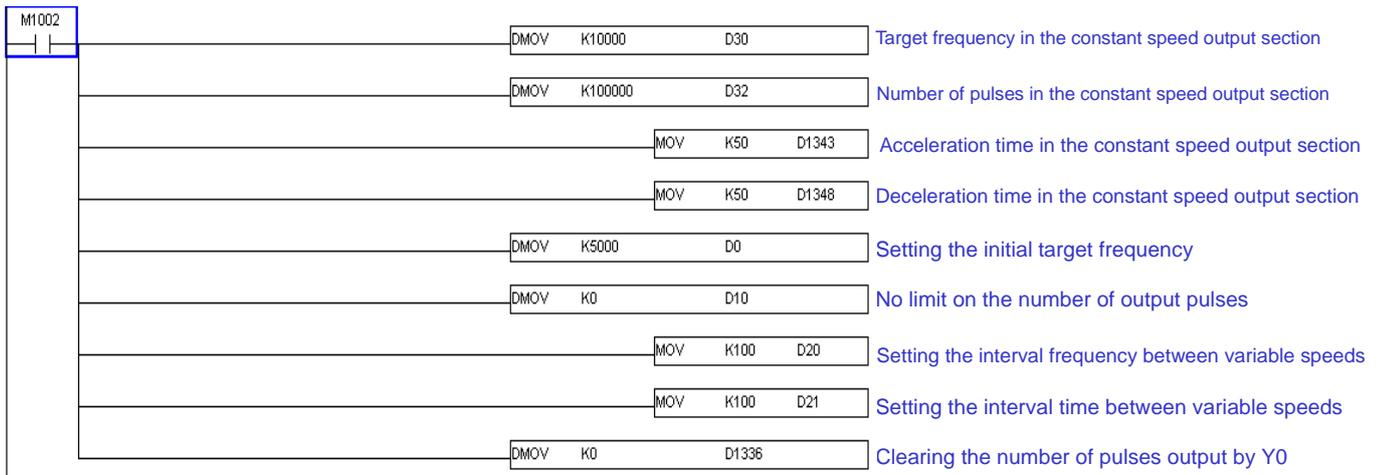 M1002
DMOV K10000 D30 Target frequency in the constant speed output section
DMOV K100000 D32 Number of pulses in the constant speed output section
MOV K50 D1343 Acceleration time in the constant speed output section
MOV K50 D1348 Deceleration time in the constant speed output section
DMOV K5000 D0 Setting the initial target frequency
DMOV K0 D10 No limit on the number of output pulses
MOV K100 D20 Setting the interval frequency between variable speeds
MOV K100 D21 Setting the interval time between variable speeds
DMOV K0 D1336 Clearing the number of pulses output by Y0